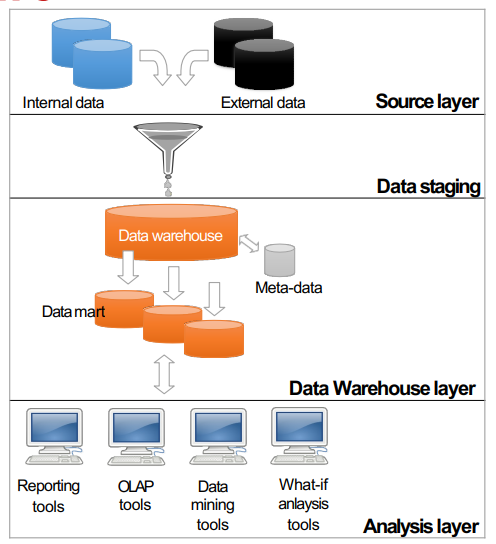 Internal data
External data
Source layer
Data staging
Data warehouse
Meta-data
Data mart
Data Warehouse layer
Reporting
tools
OLAP
tools
Data
mining
tools
What-if
anlaysis
tools
Analysis layer